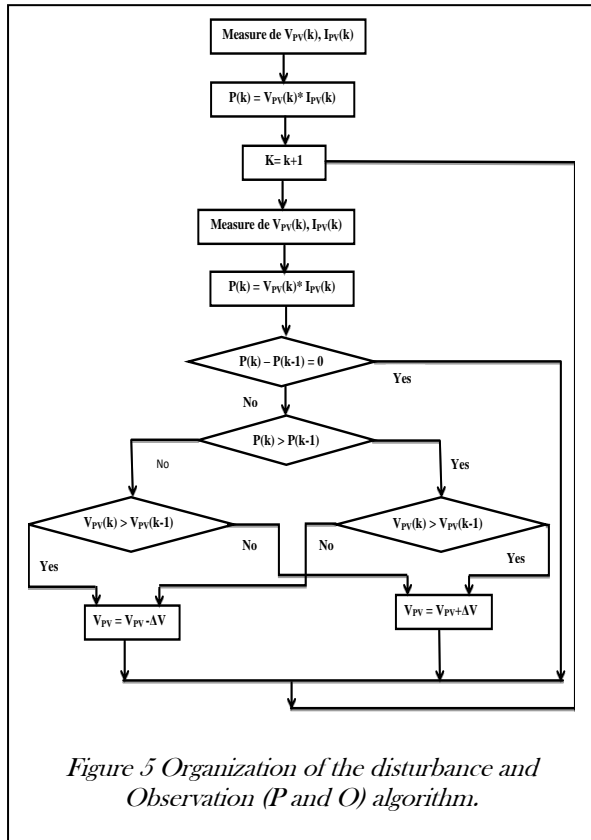 Measure de VPV(k), IPV(k)
P(k) = VPV(k)* IPV(k)
K= k+1
Measure de VPV(k), IPV(k)
P(k) = VPV(k)* IPV(k)
P(k) – P(k-1) = 0
Yes
No
P(k) > P(k-1)
No
Yes
VPV(k) > VPV(k-1)
VPV(k) > VPV(k-1)
Yes
No
No
Yes
VPV = VPV -ΔV
VPV = VPV+ΔV
Figure 5 Organization of the disturbance and
Observation (P and O) algorithm.